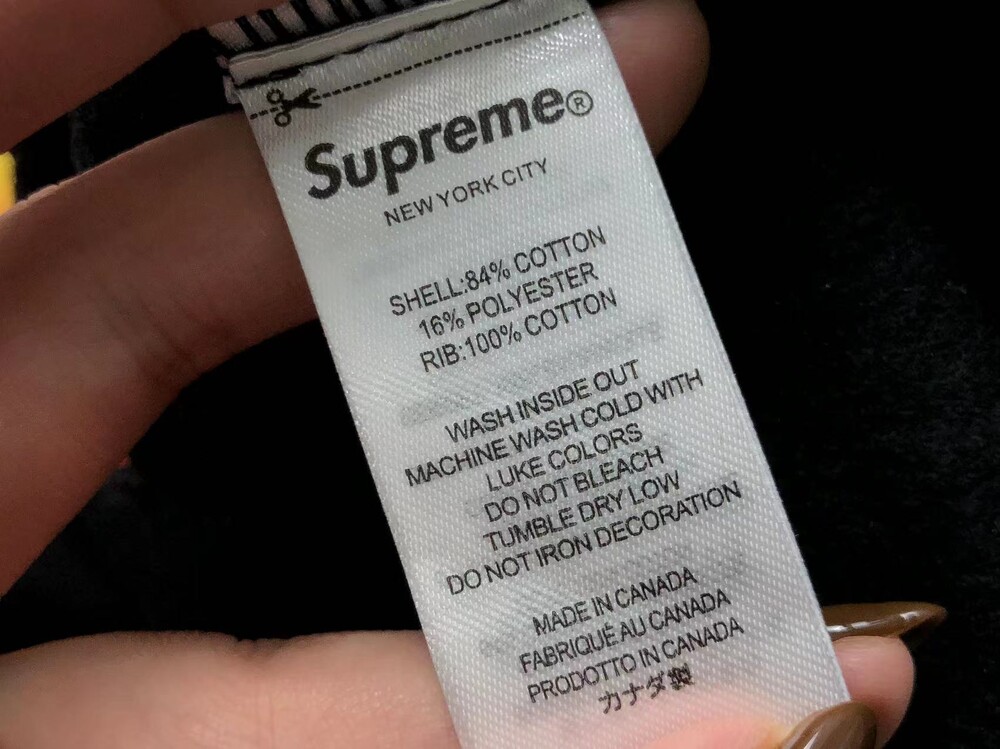 Supreme®
NEW YORK CITY
SHELL:84% COTTON
16% POLYESTER
RIB:100% COTTON
WASH INSIDE OUT
MACHINE WASH COLD WITH
LUKE COLORS
DO NOT BLEACH
TUMBLE DRY LOW
DO NOT IRON DECORATION
MADE IN CANADA
FABRIQUÉ AU CANADA
PRODOTTO IN CANADA
カナダ製